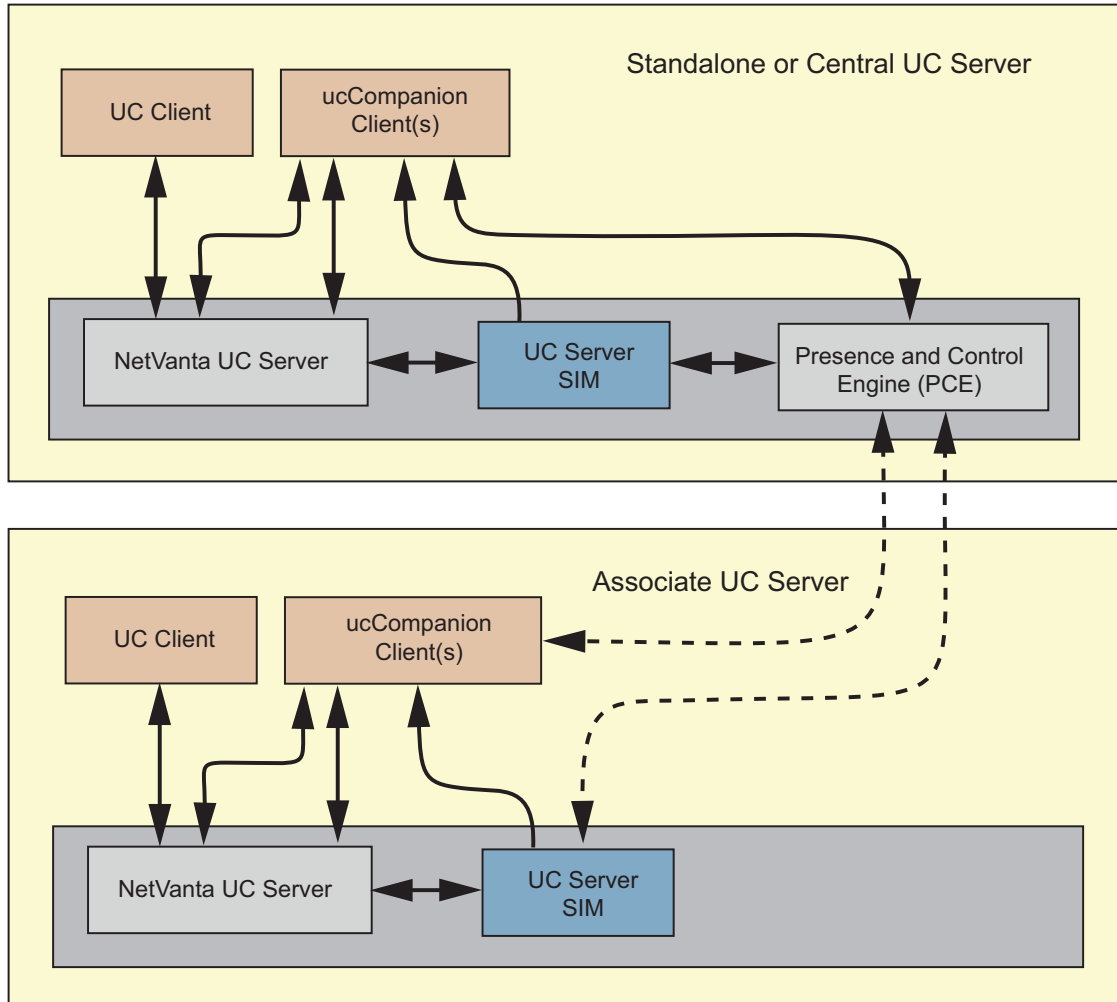 Standalone or Central UC Server
UC Client
ucCompanion
Client(s)
NetVanta UC Server
UC Server
SIM
Presence and Control
Engine (PCE)
Associate UC Server
UC Client
ucCompanion
Client(s)
NetVanta UC Server
UC Server
SIM